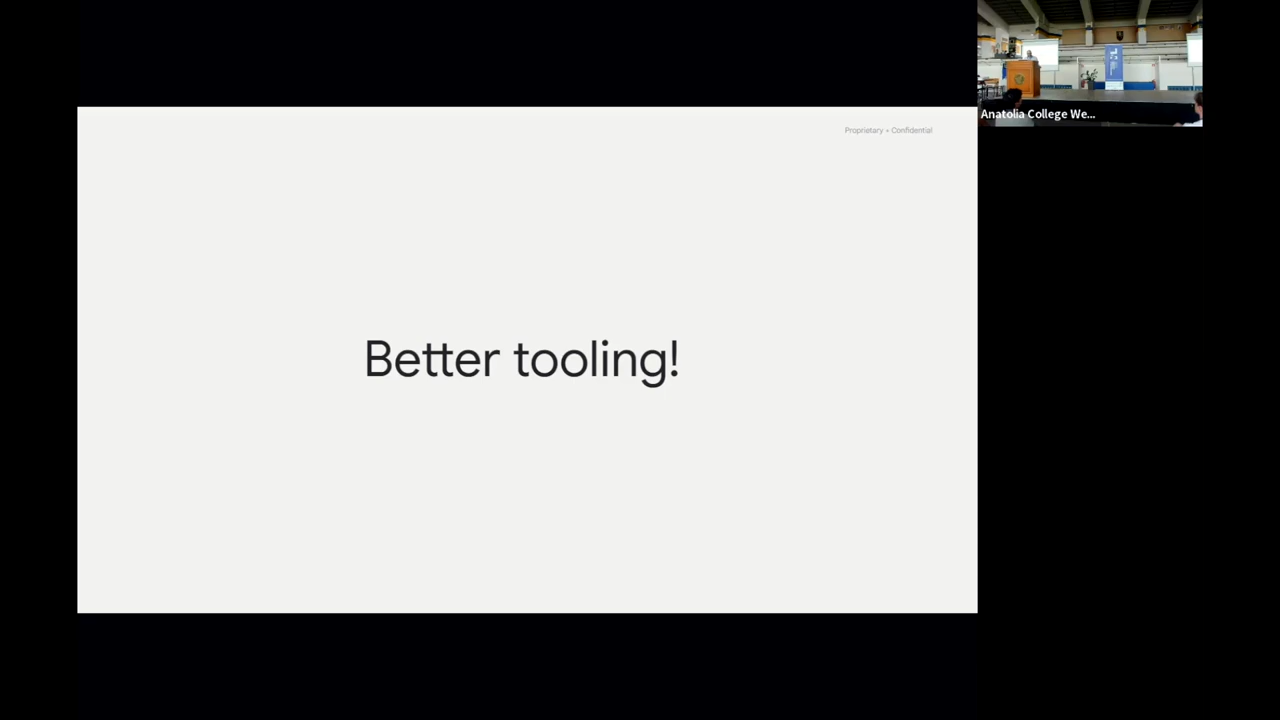 Proprietary + Confidential
Better tooling!
Anatolia College We...